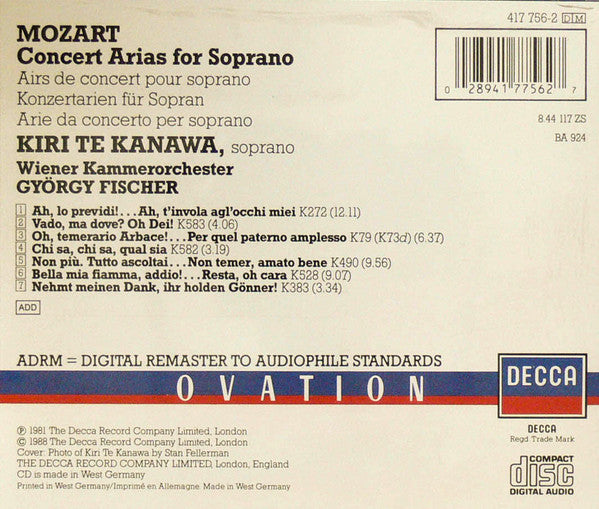 417 756-2 DIM
MOZART
Concert Arias for Soprano
Airs de concert pour soprano
Konzertarien für Sopran
Arie da concerto per soprano
KIRI TE KANAWA, soprano
Wiener Kammerorchester
GYÖRGY FISCHER
0 28941 77562 7
8.44 117 ZS
BA 924
1 Ah, lo previdi!...Ah, t'invola agl'occhi miei K272 (12.11)
2 Vado, ma dove? Oh Dei! K583 (4.06)
3 Oh, temerario Arbace!...Per quel paterno amplesso K79 (K73d) (6.37)
4 Chi sa, chi sa, qual sia K582 (3.19)
5 Non più. Tutto ascoltai...Non temer, amato bene K490 (9.56)
6 Bella mia fiamma, addio!...Resta, oh cara K528 (9.07)
7 Nehmt meinen Dank, ihr holden Gönner! K383 (3.34)
ADD
ADRM = DIGITAL REMASTER TO AUDIOPHILE STANDARDS
OVATION
DECCA
DECCA
Regd Trade Mark
℗ 1981 The Decca Record Company Limited, London
© 1988 The Decca Record Company Limited, London
Cover: Photo of Kiri Te Kanawa by Stan Fellerman
THE DECCA RECORD COMPANY LIMITED, London, England
CD is made in West Germany
Printed in West Germany/Imprimé en Allemagne Made in West Germany
COMPACT
disc
DIGITAL AUDIO